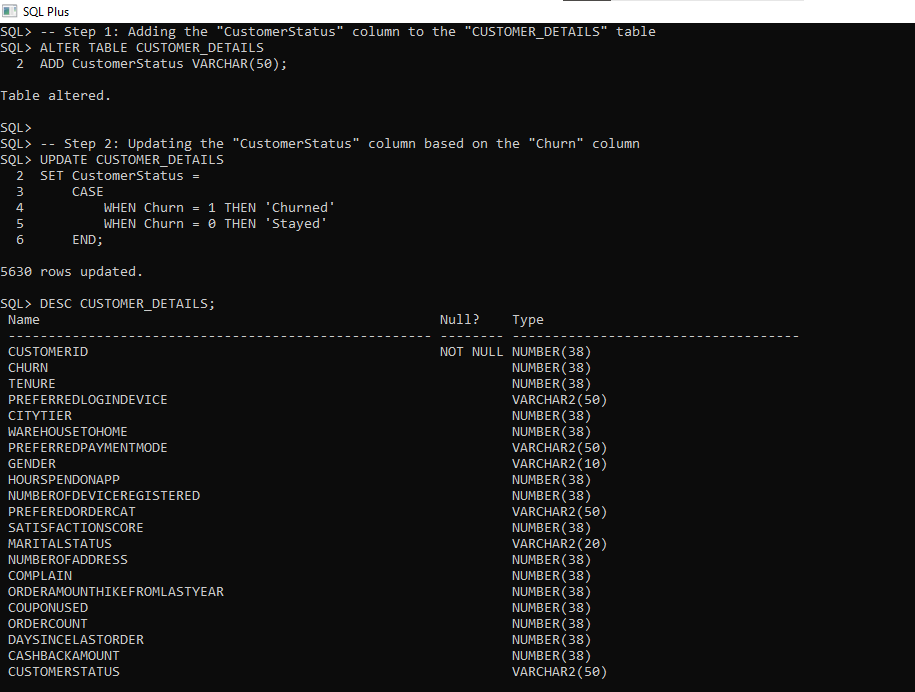 SQL Plus
SQL> -- Step 1: Adding the "CustomerStatus" column to the "CUSTOMER_DETAILS" table
SQL> ALTER TABLE CUSTOMER_DETAILS
  2  ADD CustomerStatus VARCHAR(50);
Table altered.
SQL>
SQL> -- Step 2: Updating the "CustomerStatus" column based on the "Churn" column
SQL> UPDATE CUSTOMER_DETAILS
  2  SET CustomerStatus =
  3      CASE
  4          WHEN Churn = 1 THEN 'Churned'
  5          WHEN Churn = 0 THEN 'Stayed'
  6      END;
5630 rows updated.
SQL> DESC CUSTOMER_DETAILS;
 Name                                                  Null?    Type
 ----------------------------------------------------- -------- ------------------------------------
 CUSTOMERID                                            NOT NULL NUMBER(38)
 CHURN                                                          NUMBER(38)
 TENURE                                                         NUMBER(38)
 PREFERREDLOGINDEVICE                                           VARCHAR2(50)
 CITYTIER                                                       NUMBER(38)
 WAREHOUSETOHOME                                                NUMBER(38)
 PREFERREDPAYMENTMODE                                           VARCHAR2(50)
 GENDER                                                         VARCHAR2(10)
 HOURSPENDONAPP                                                 NUMBER(38)
 NUMBEROFDEVICEREGISTERED                                       NUMBER(38)
 PREFEREDORDERCAT                                               VARCHAR2(50)
 SATISFACTIONSCORE                                              NUMBER(38)
 MARITALSTATUS                                                  VARCHAR2(20)
 NUMBEROFADDRESS                                                NUMBER(38)
 COMPLAIN                                                       NUMBER(38)
 ORDERAMOUNTHIKEFROMLASTYEAR                                    NUMBER(38)
 COUPONUSED                                                     NUMBER(38)
 ORDERCOUNT                                                     NUMBER(38)
 DAYSINCELASTORDER                                              NUMBER(38)
 CASHBACKAMOUNT                                                 NUMBER(38)
 CUSTOMERSTATUS                                                 VARCHAR2(50)